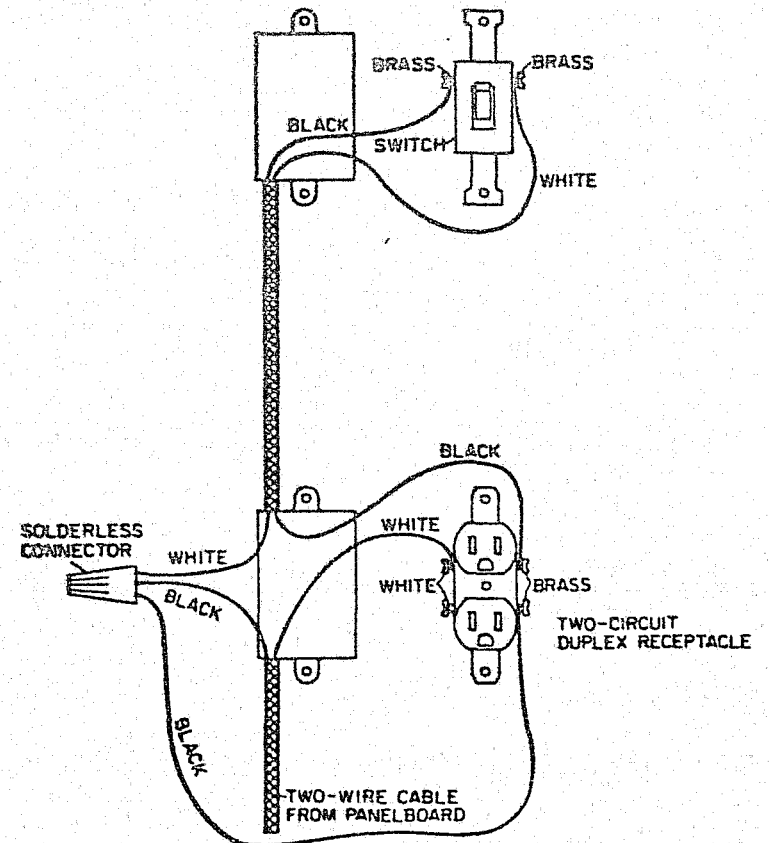 BRASS
BRASS
BLACK
SWITCH
WHITE
BLACK
SOLDERLESS
CONNECTOR
WHITE
WHITE
BLACK
WHITE
BRASS
TWO-CIRCUIT
DUPLEX RECEPTACLE
BLACK
TWO-WIRE CABLE
FROM PANELBOARD